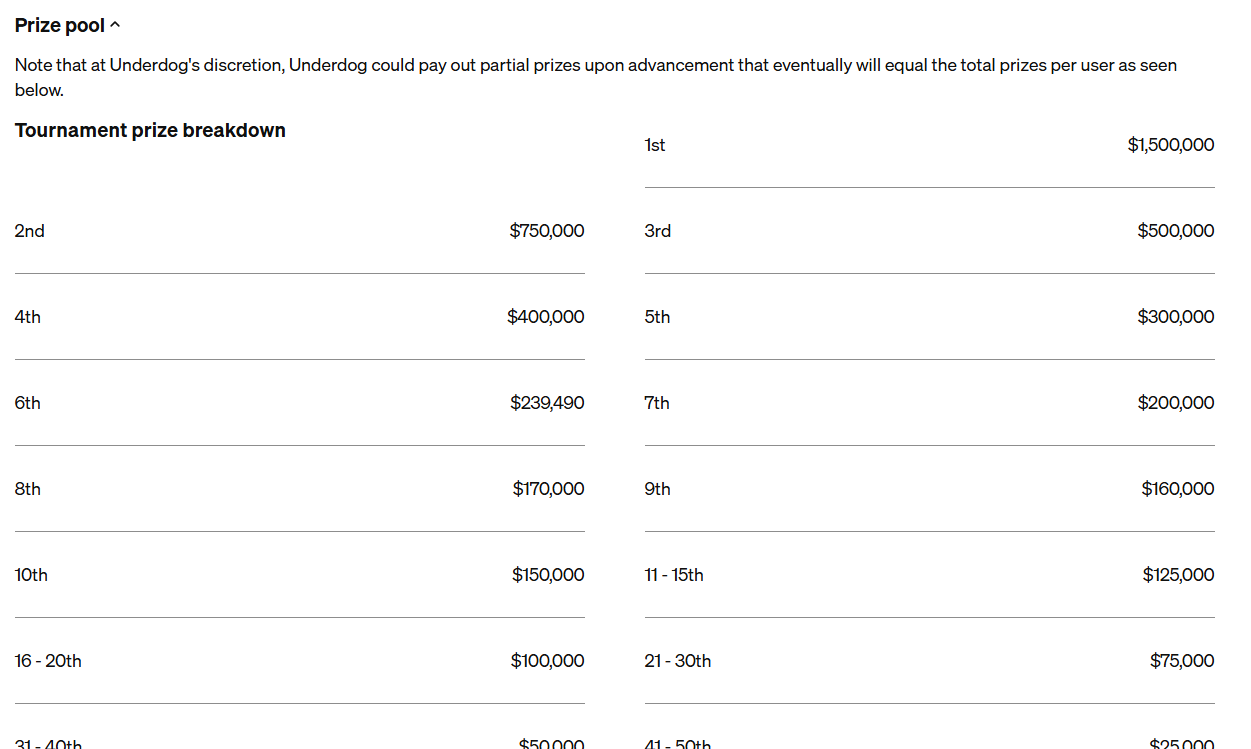 Prize pool
Note that at Underdog's discretion, Underdog could pay out partial prizes upon advancement that eventually will equal the total prizes per user as seen
below.
Tournament prize breakdown
1st $1,500,000
2nd $750,000
3rd $500,000
4th $400,000
5th $300,000
6th $239,490
7th $200,000
8th $170,000
9th $160,000
10th $150,000
11 - 15th $125,000
16 - 20th $100,000
21 - 30th $75,000
31 - 40th $50,000
41 - 50th $25,000